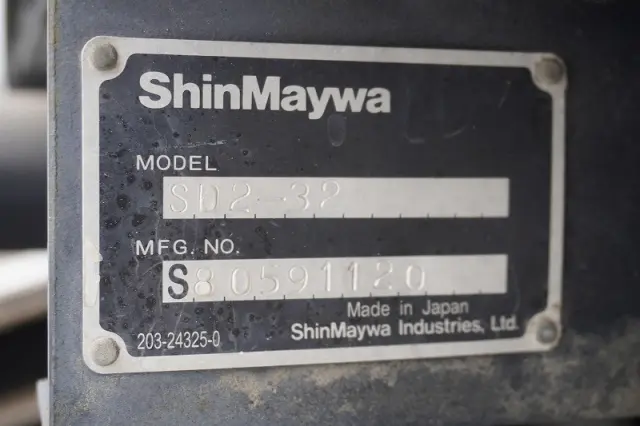 ShinMaywa
MODEL
SD2-32
MFG. NO.
S80591120
Made in Japan
203-24325-0 ShinMaywa Industries, Ltd.